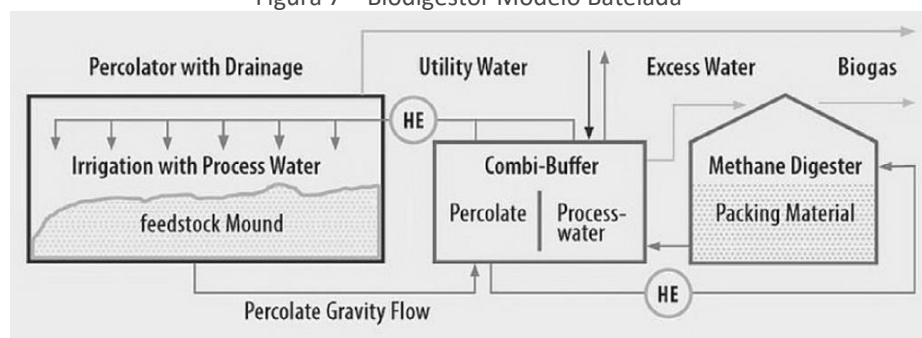 Figura 7 – Biodigestor Modelo Batelada
Percolator with Drainage
Utility Water
Excess Water
Biogas
HE
Irrigation with Process Water
feedstock Mound
Combi-Buffer
Percolate
Process-
water
Methane Digester
Packing Material
HE
Percolate Gravity Flow